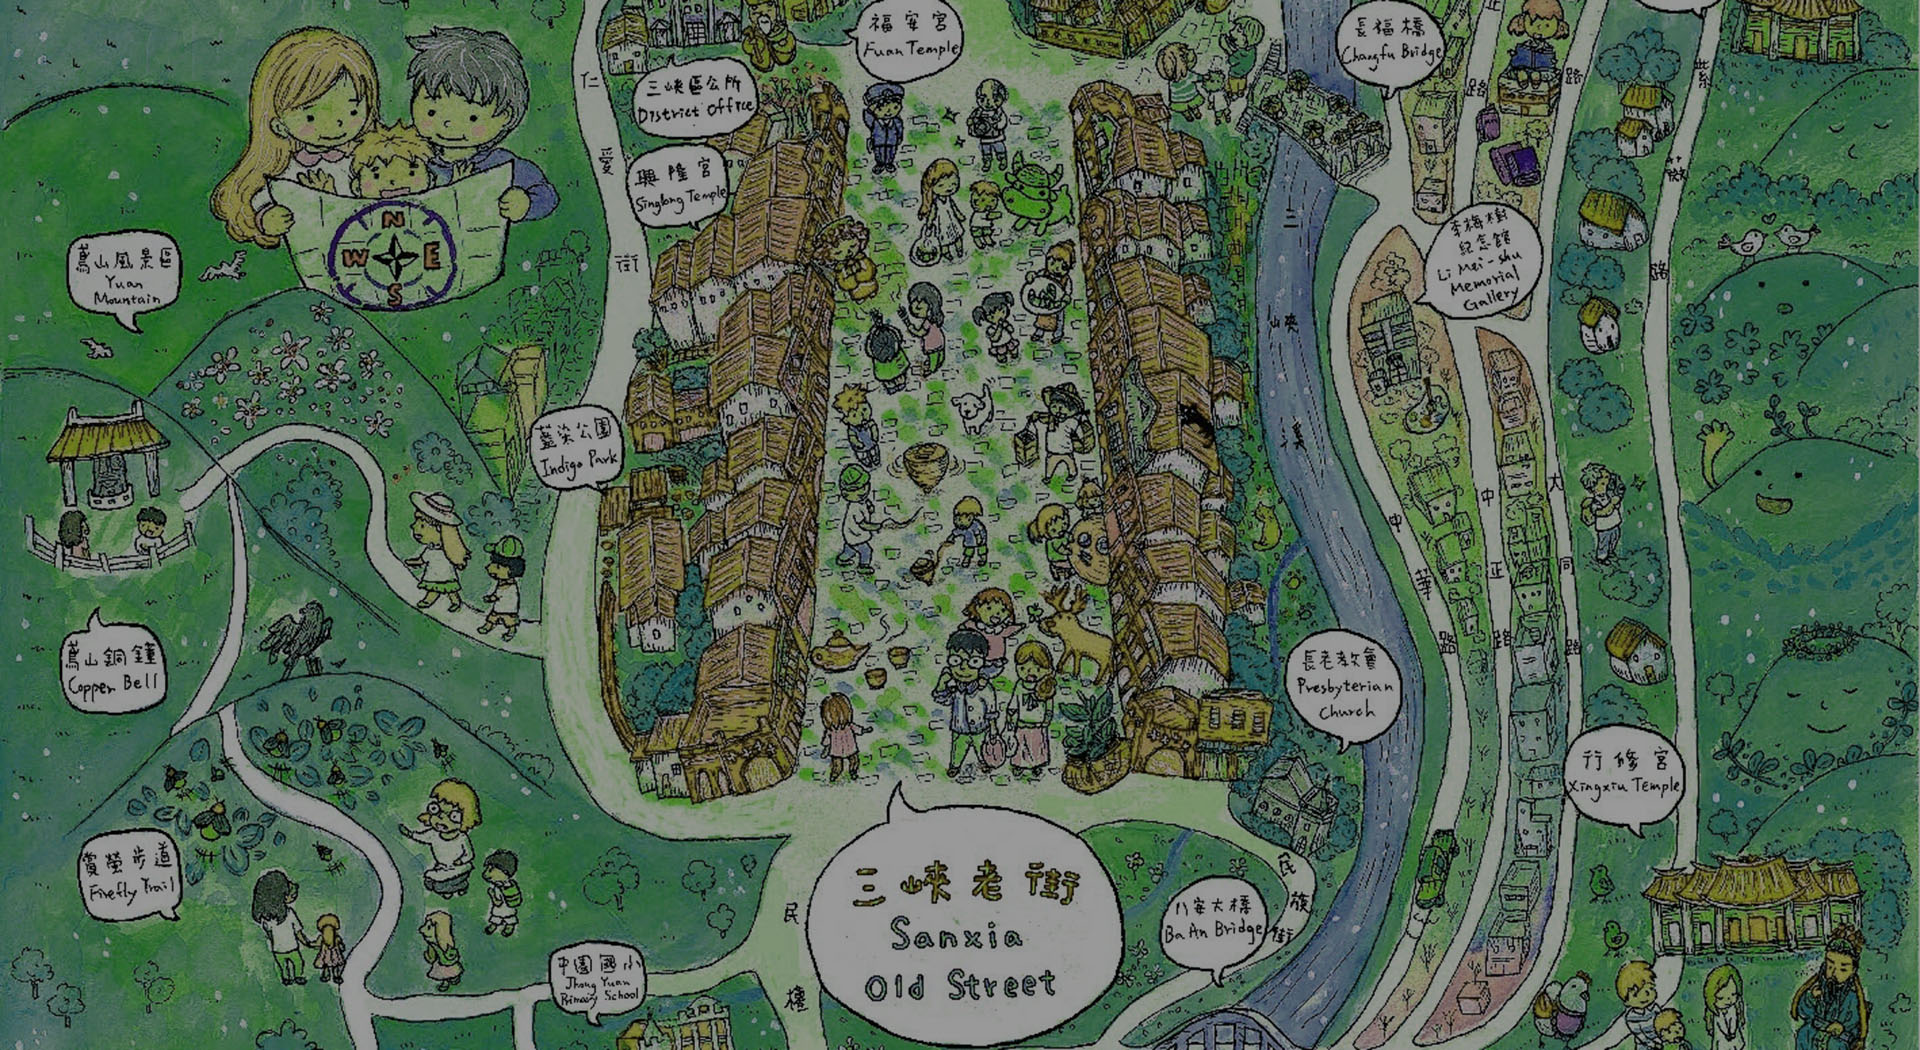 福安宮
Fuan Temple
長福橋
Changfu Bridge
三峽區公所
District Office
興隆宮
Singlong Temple
N
W
E
S
鳶山風景區
Yuan
Mountain
李梅樹
紀念館
Li Mei-shu
Memorial
Gallery
藍染公園
Indigo Park
鳶山銅鐘
Copper Bell
長老教會
Presbyterian
Church
行修宮
Xingxiu Temple
賞螢步道
Firefly Trail
三峽老街
Sanxia
Old Street
八安大橋
BaAn Bridge
中園國小
Jhong Yuan
Primary School
仁愛街
三峽溪
中華路
中正路
大同路
民族街
民權
正
路
路
紫
路